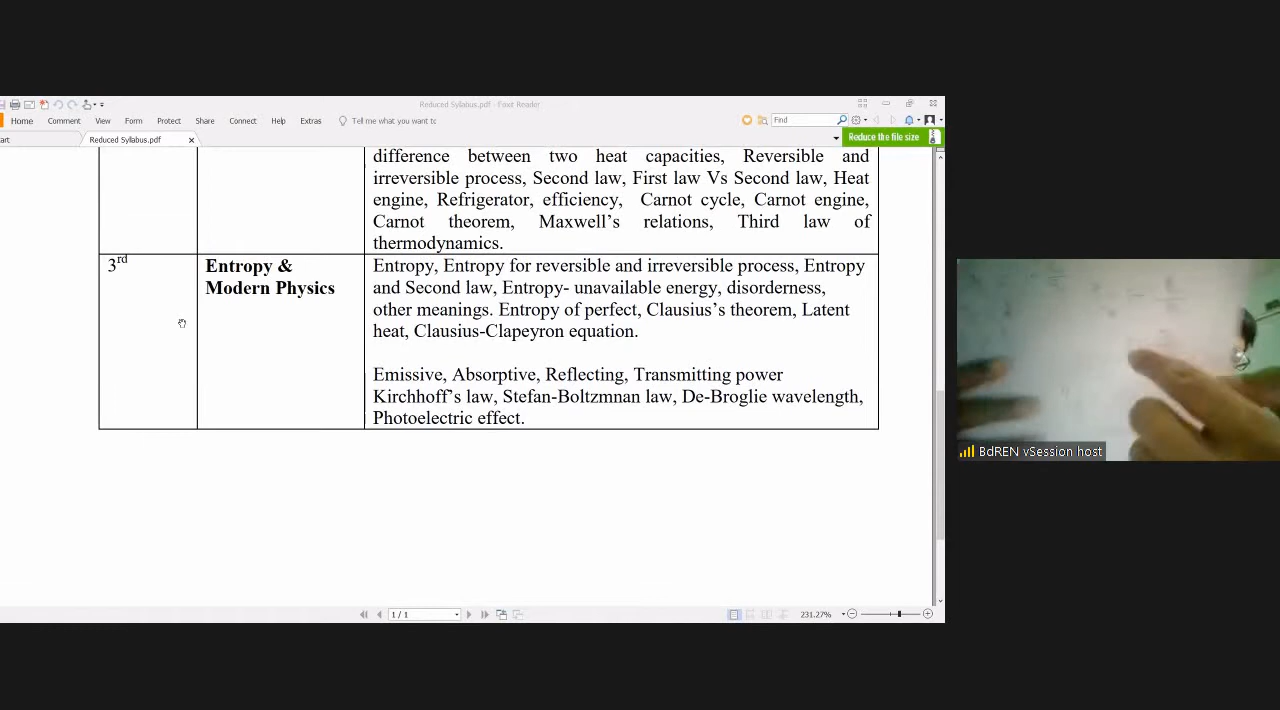 Reduced Syllabus.pdf - Foxit Reader
Home Comment View Form Protect Share Connect Help Extras Tell me what you want to Find
art Reduced Syllabus.pdf Reduce the file size
difference between two heat capacities, Reversible and
irreversible process, Second law, First law Vs Second law, Heat
engine, Refrigerator, efficiency, Carnot cycle, Carnot engine,
Carnot theorem, Maxwell's relations, Third law of
thermodynamics.
3rd
Entropy &
Modern Physics
Entropy, Entropy for reversible and irreversible process, Entropy
and Second law, Entropy- unavailable energy, disorderness,
other meanings. Entropy of perfect, Clausius's theorem, Latent
heat, Clausius-Clapeyron equation.
Emissive, Absorptive, Reflecting, Transmitting power
Kirchhoff's law, Stefan-Boltzmnan law, De-Broglie wavelength,
Photoelectric effect.
BdREN vSession host
1 / 1
231.27%